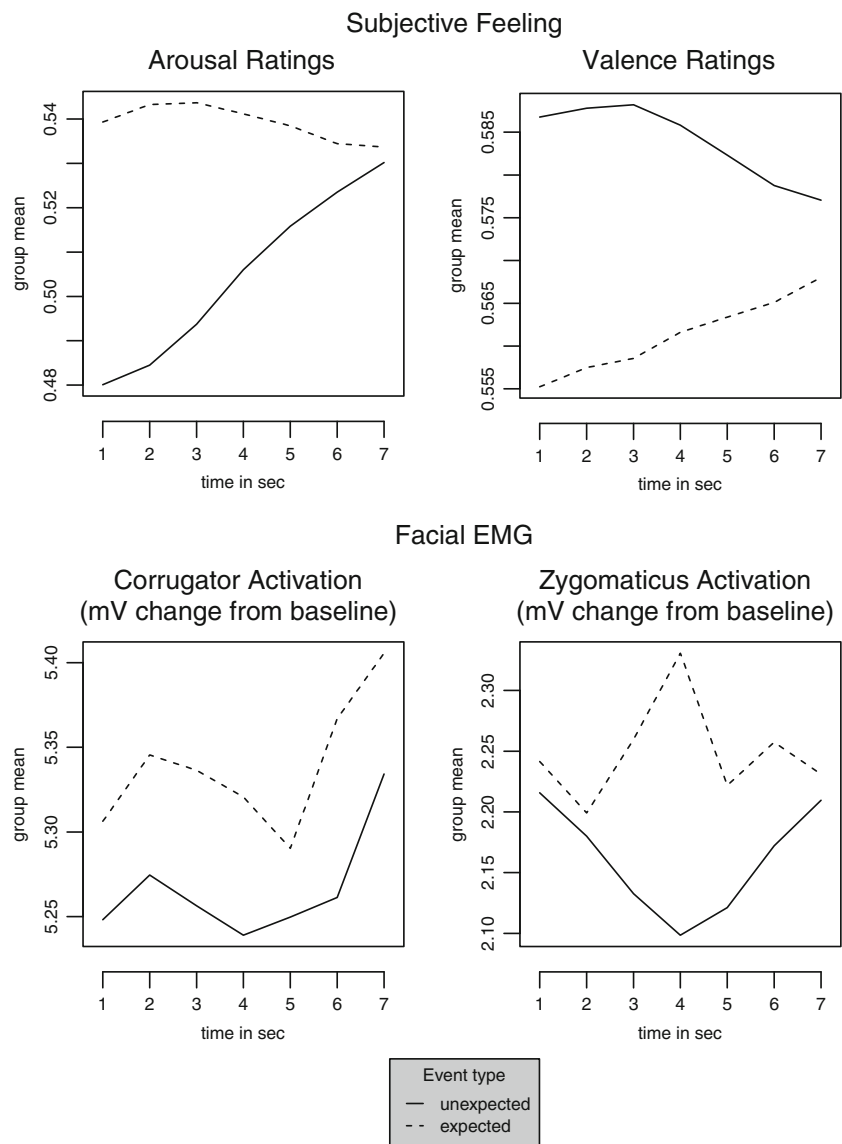 Subjective Feeling
Arousal Ratings
group mean
0.54
0.52
0.50
0.48
1 2 3 4 5 6 7
time in sec
Valence Ratings
group mean
0.585
0.575
0.565
0.555
1 2 3 4 5 6 7
time in sec
Facial EMG
Corrugator Activation
(mV change from baseline)
group mean
5.40
5.35
5.30
5.25
1 2 3 4 5 6 7
time in sec
Zygomaticus Activation
(mV change from baseline)
group mean
2.30
2.25
2.20
2.15
2.10
1 2 3 4 5 6 7
time in sec
Event type
unexpected
expected